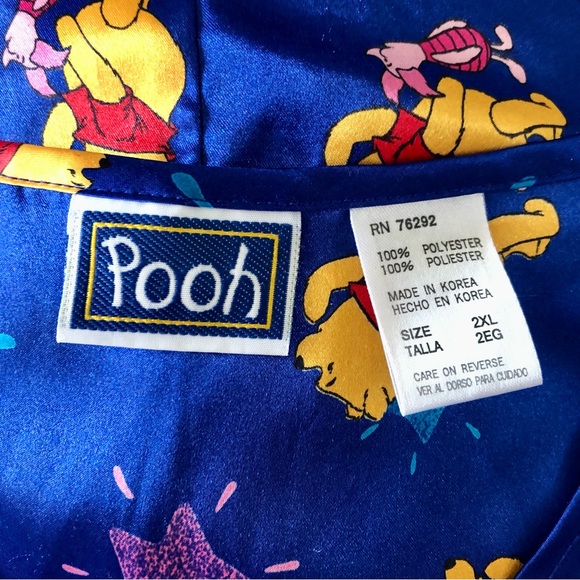 Pooh
RN 76292
100% POLYESTER
100% POLIESTER
MADE IN KOREA
HECHO EN KOREA
SIZE 2XL
TALLA 2EG
CARE ON REVERSE
VER AL DORSO PARA CUIDADO